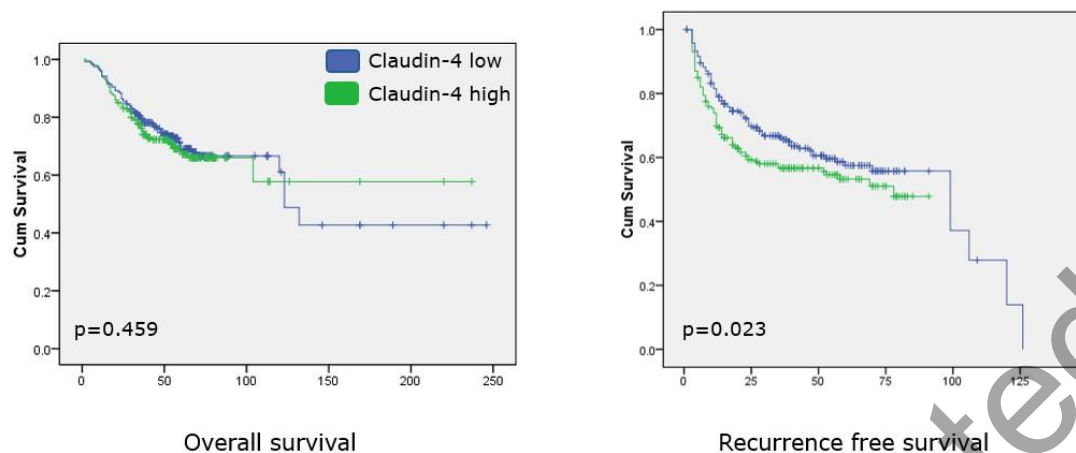 Claudin-4 low
Claudin-4 high
Cum Survival
1.0
0.8
0.6
0.4
0.2
0.0
p=0.459
0
50
100
150
200
250
Overall survival
Cum Survival
1.0
0.8
0.6
0.4
0.2
0.0
p=0.023
0
25
50
75
100
125
Recurrence free survival
ted